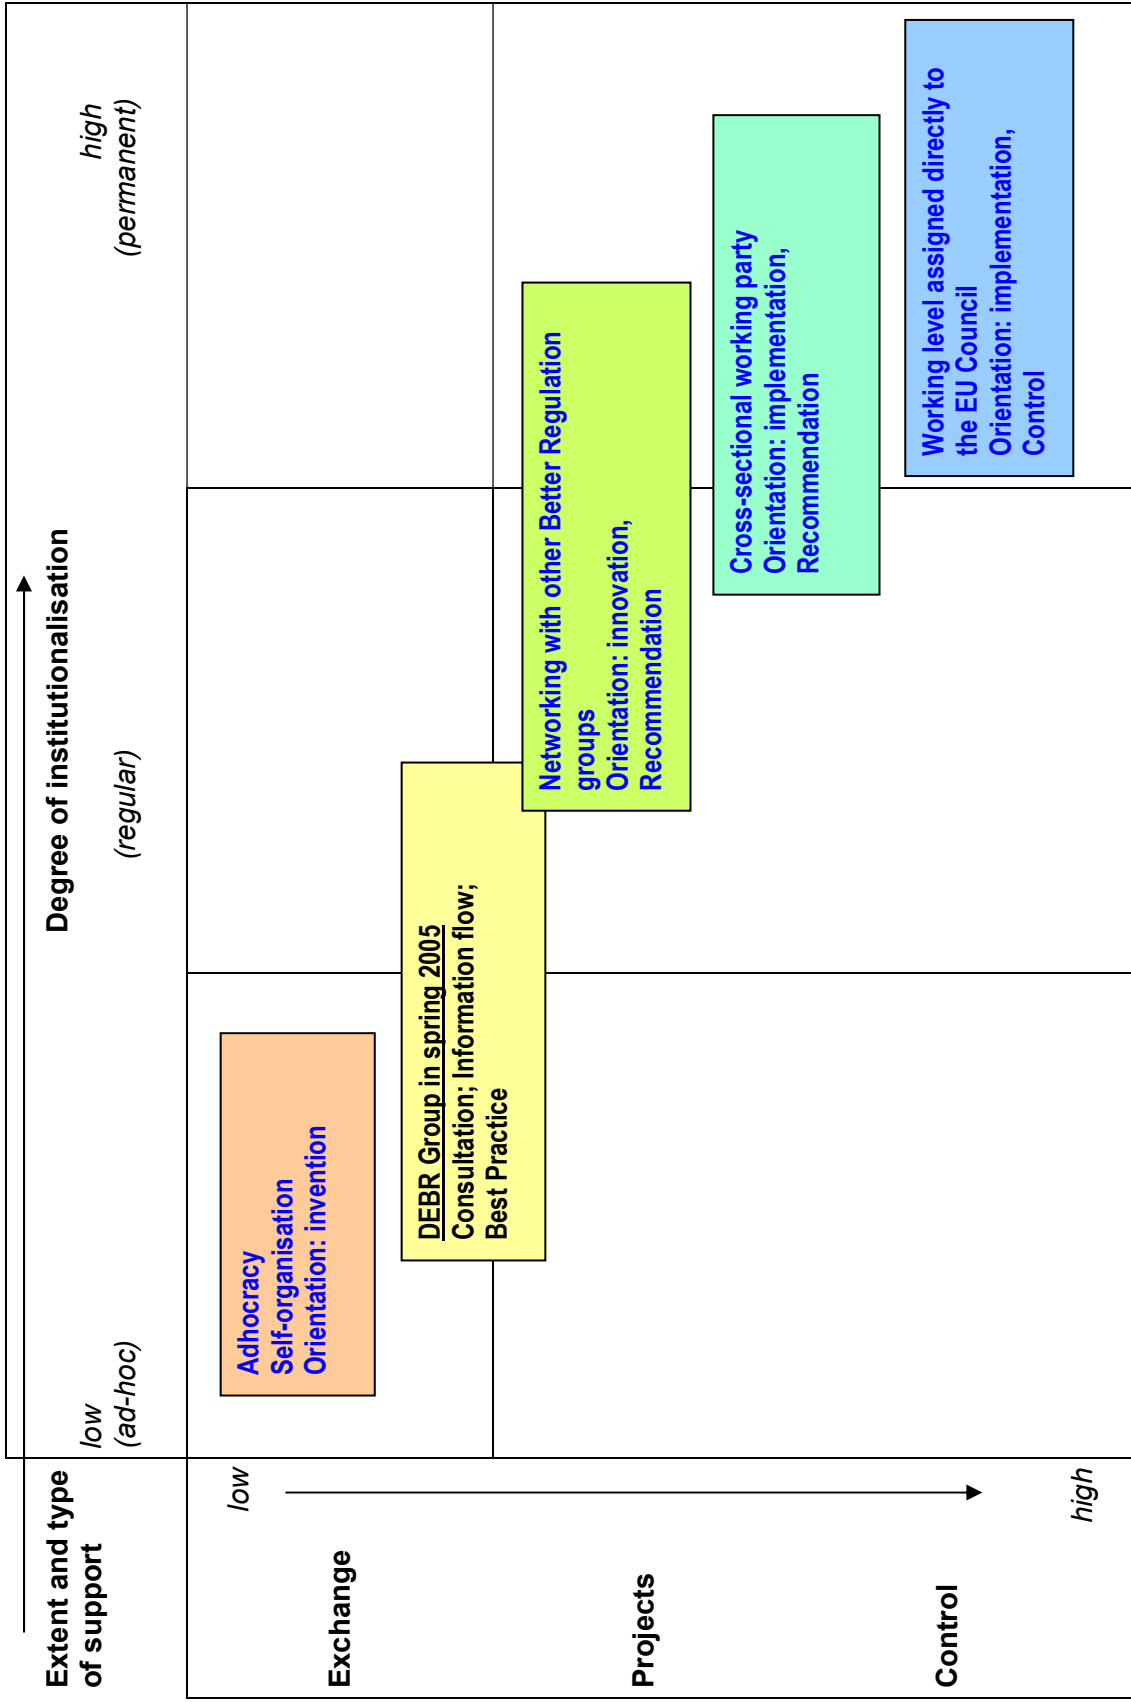 Degree of institutionalisation
Extent and type
of support
low
(ad-hoc)
(regular)
high
(permanent)
low
high
Exchange
Projects
Control
Adhocracy
Self-organisation
Orientation: invention
DEBR Group in spring 2005
Consultation; Information flow;
Best Practice
Networking with other Better Regulation
groups
Orientation: innovation,
Recommendation
Cross-sectional working party
Orientation: implementation,
Recommendation
Working level assigned directly to
the EU Council
Orientation: implementation,
Control